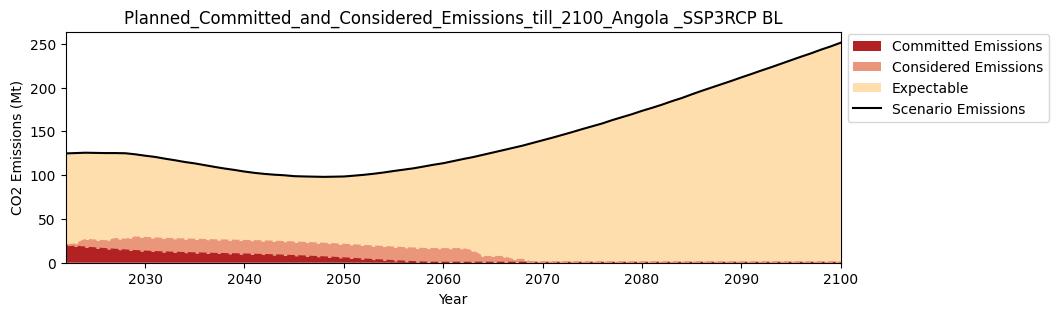 Planned_Committed_and_Considered_Emissions_till_2100_Angola _SSP3RCP BL
CO2 Emissions (Mt)
250
200
150
100
50
0
2030 2040 2050 2060 2070 2080 2090 2100
Year
Committed Emissions
Considered Emissions
Expectable
Scenario Emissions